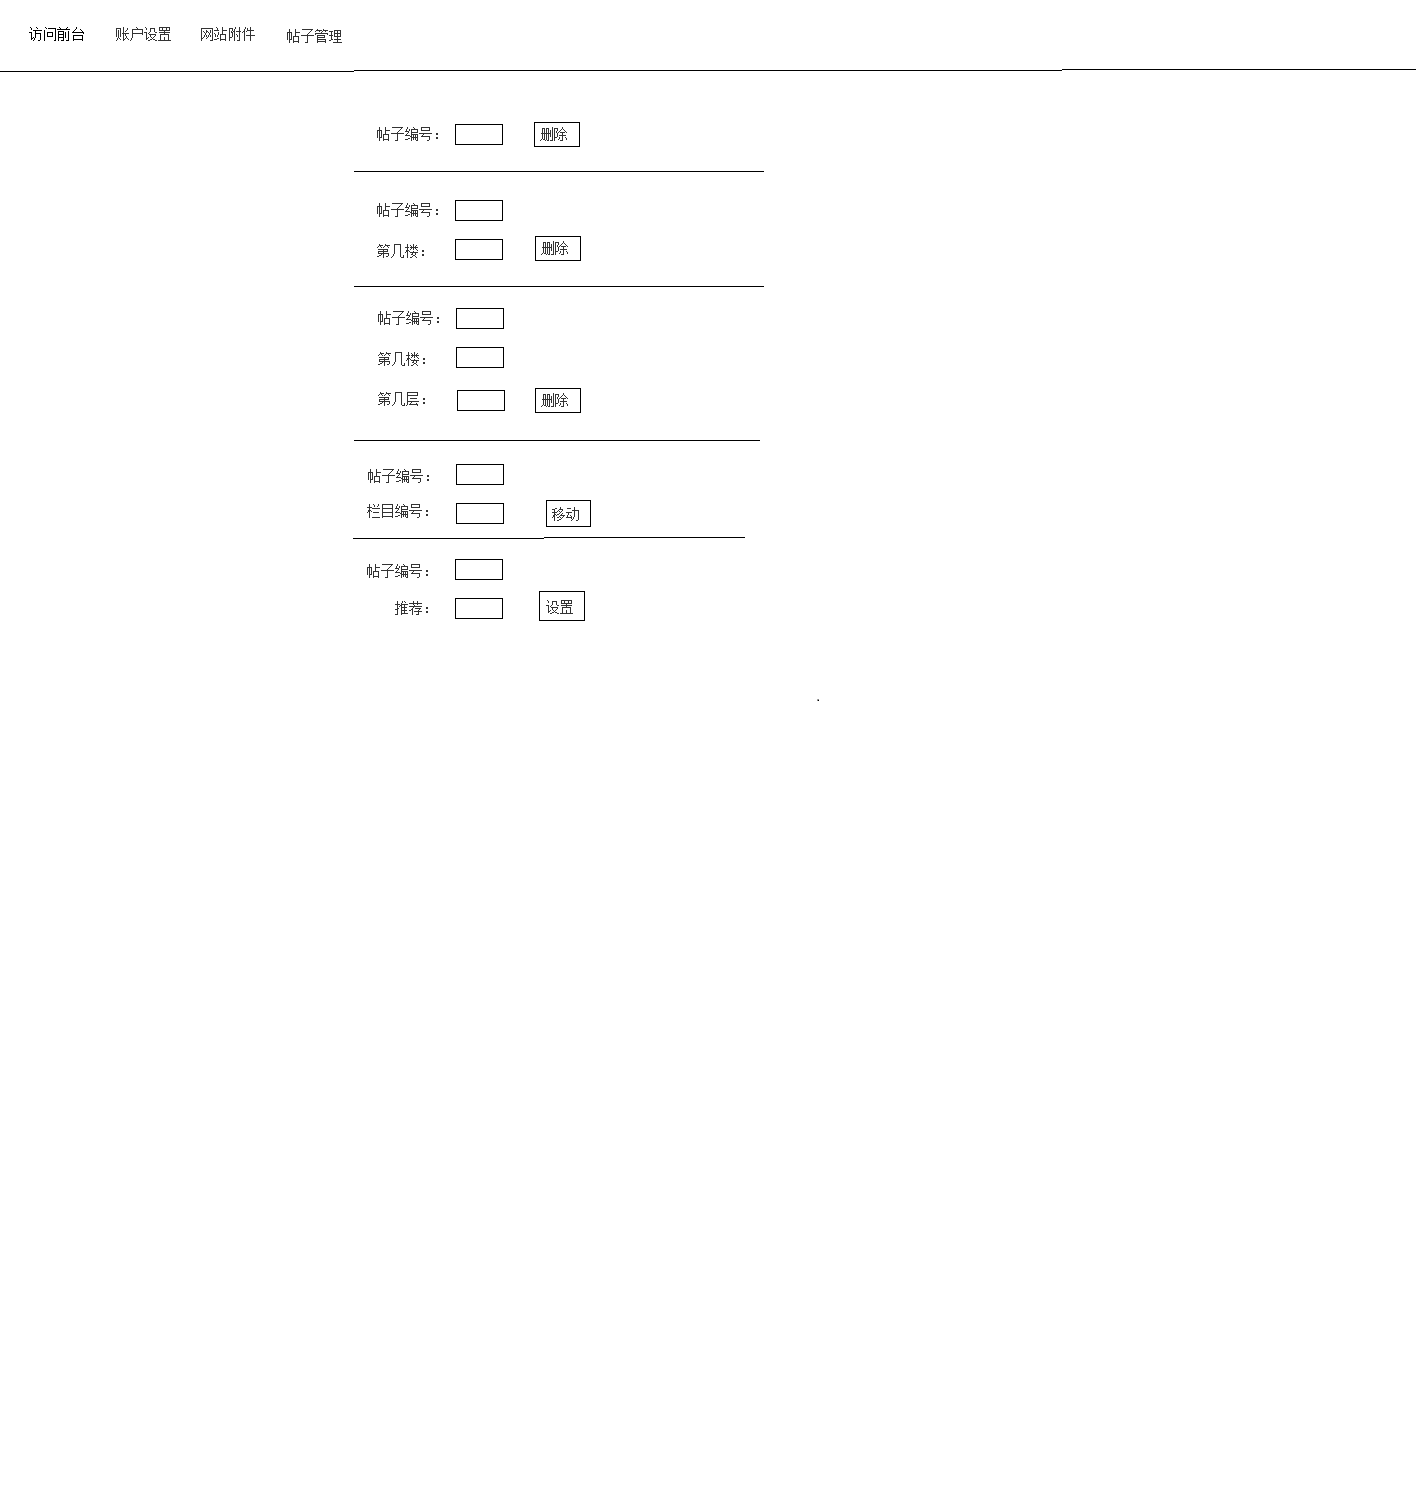 访问前台 账户设置 网站附件 帖子管理
帖子编号： 删除
帖子编号：
第几楼： 删除
帖子编号：
第几楼：
第几层： 删除
帖子编号：
栏目编号： 移动
帖子编号：
推荐： 设置